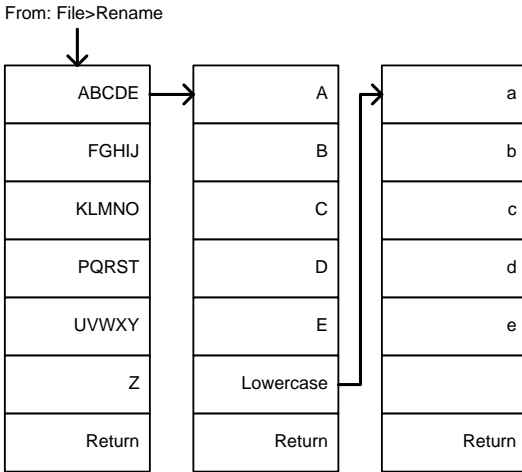 From: File>Rename
ABCDE
FGHIJ
KLMNO
PQRST
UVWXY
Z
Return
A
B
C
D
E
Lowercase
Return
a
b
c
d
e
Return